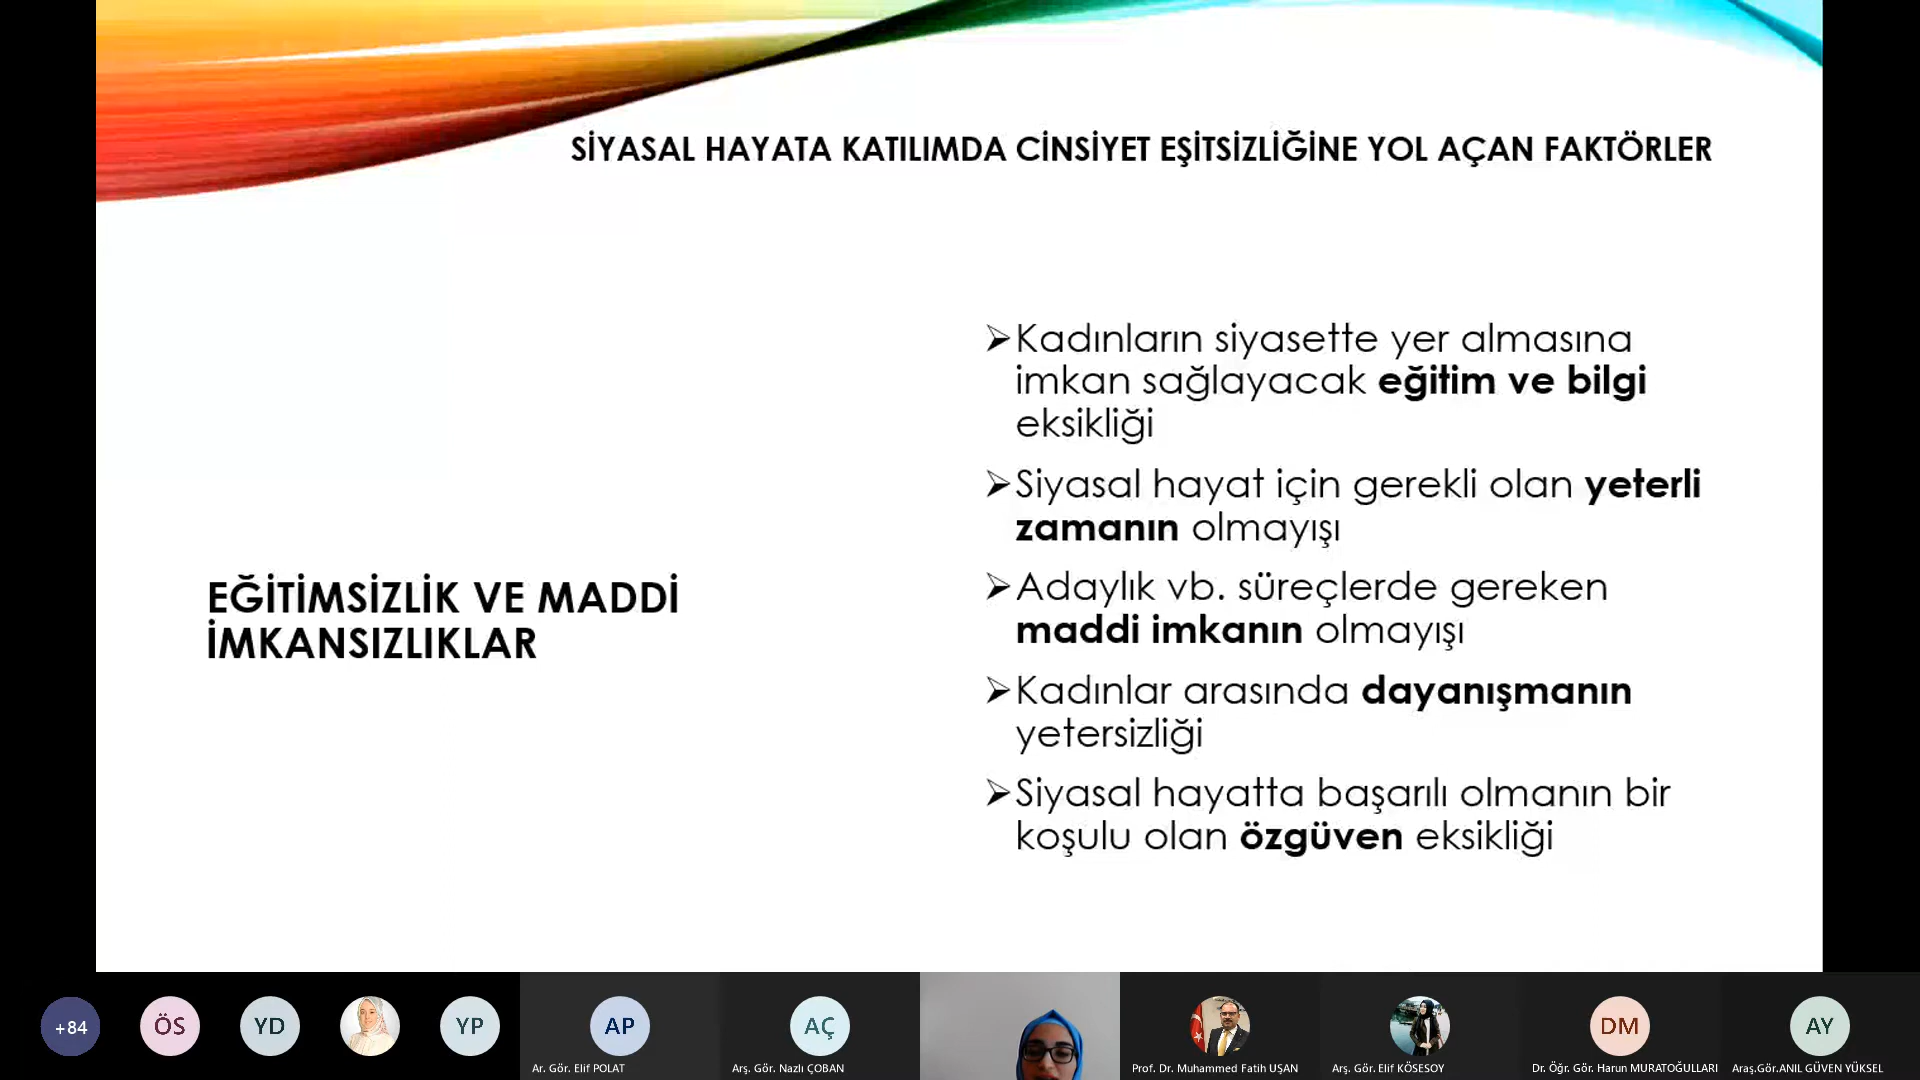 SİYASAL HAYATA KATILIMDA CİNSİYET EŞİTSİZLİĞİNE YOL AÇAN FAKTÖRLER
EĞİTİMSİZLİK VE MADDİ
İMKANSIZLIKLAR
➢Kadınların siyasette yer almasına
imkan sağlayacak eğitim ve bilgi
eksikliği
➢Siyasal hayat için gerekli olan yeterli
zamanın olmayışı
➢Adaylık vb. süreçlerde gereken
maddi imkanın olmayışı
➢Kadınlar arasında dayanışmanın
yetersizliği
➢Siyasal hayatta başarılı olmanın bir
koşulu olan özgüven eksikliği
+84
ÖS
YD
YP
AP
Ar. Gör. Elif POLAT
AÇ
Arş. Gör. Nazlı ÇOBAN
Prof. Dr. Muhammed Fatih UŞAN
Arş. Gör. Elif KÖSESOY
DM
Dr. Öğr. Gör. Harun MURATOĞULLARI
AY
Araş.Gör.ANIL GÜVEN YÜKSEL